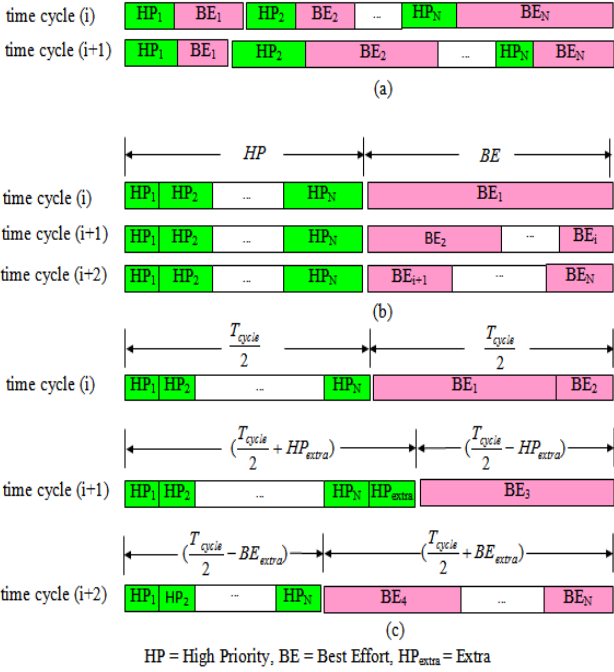 time cycle (i) HP1 BE1 HP2 BE2 ... HPN BEN
time cycle (i+1) HP1 BE1 HP2 BE2 ... HPN BEN
(a)
HP BE
time cycle (i) HP1 HP2 ... HPN BE1
time cycle (i+1) HP1 HP2 ... HPN BE2 ... BEi
time cycle (i+2) HP1 HP2 ... HPN BEi+1 ... BEN
(b)
Tcycle/2 Tcycle/2
time cycle (i) HP1 HP2 ... HPN BE1 BE2
(Tcycle/2 + HPextra) (Tcycle/2 − HPextra)
time cycle (i+1) HP1 HP2 ... HPN HPextra BE3
(Tcycle/2 − BEextra) (Tcycle/2 + BEextra)
time cycle (i+2) HP1 HP2 ... HPN BE4 ... BEN
(c)
HP = High Priority, BE = Best Effort, HPextra = Extra